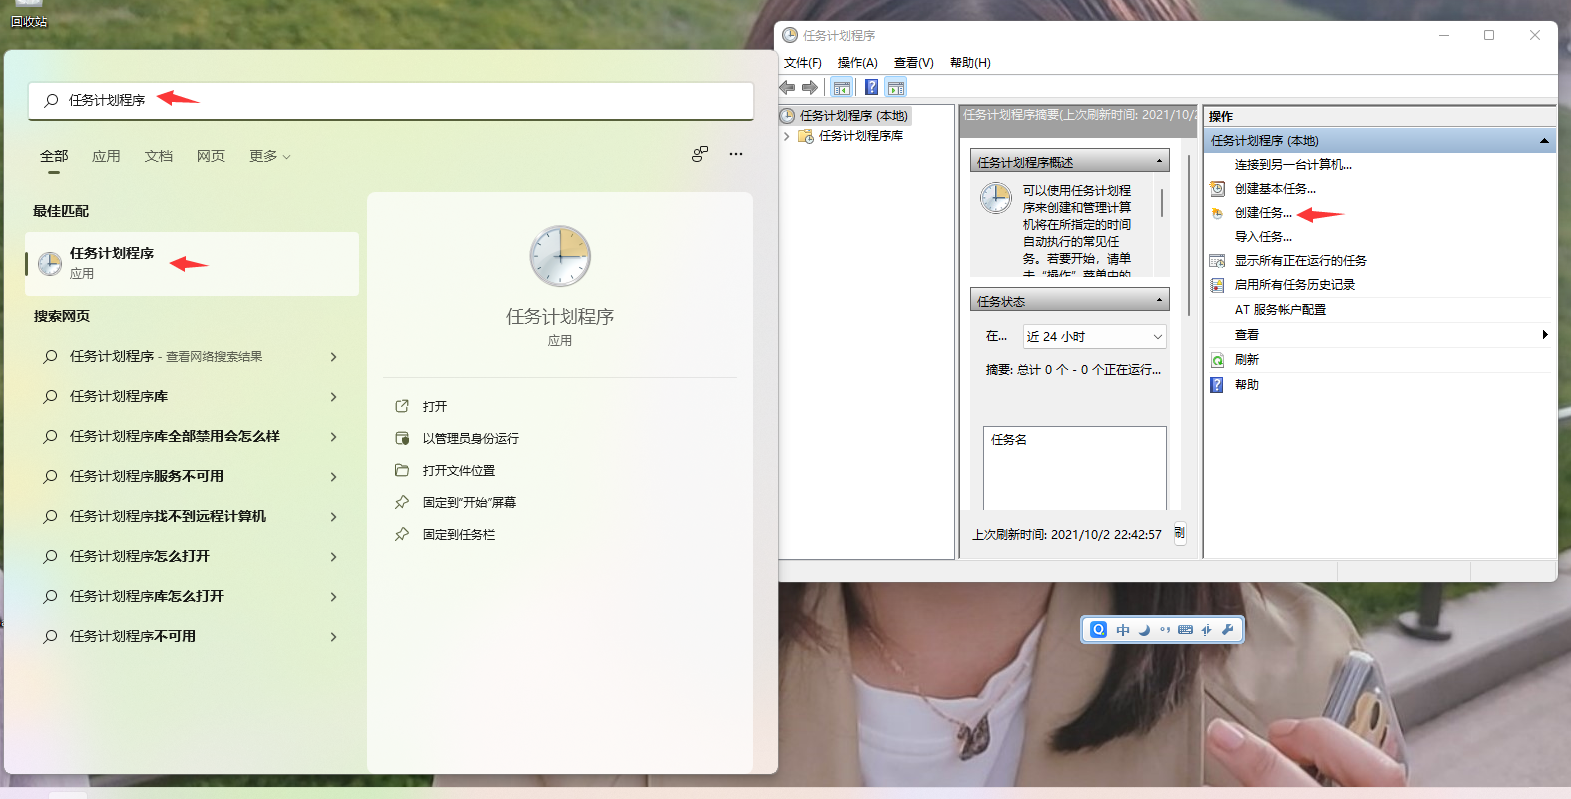 回收站
任务计划程序
全部 应用 文档 网页 更多
最佳匹配
任务计划程序
应用
搜索网页
任务计划程序 - 查看网络搜索结果
任务计划程序库
任务计划程序库全部禁用会怎么样
任务计划程序服务不可用
任务计划程序找不到远程计算机
任务计划程序怎么打开
任务计划程序库怎么打开
任务计划程序不可用
任务计划程序
应用
打开
以管理员身份运行
打开文件位置
固定到"开始"屏幕
固定到任务栏
任务计划程序
文件(F) 操作(A) 查看(V) 帮助(H)
任务计划程序 (本地)
任务计划程序库
任务计划程序摘要(上次刷新时间: 2021/10/2
任务计划程序概述
可以使用任务计划程
序来创建和管理计算
机将在所指定的时间
自动执行的常见任
务。若要开始，请单
击 "操作" 菜单中的
任务状态
在... 近 24 小时
摘要: 总计 0 个 - 0 个正在运行...
任务名
上次刷新时间: 2021/10/2 22:42:57 刷
操作
任务计划程序 (本地)
连接到另一台计算机...
创建基本任务...
创建任务...
导入任务...
显示所有正在运行的任务
启用所有任务历史记录
AT 服务帐户配置
查看
刷新
帮助
中